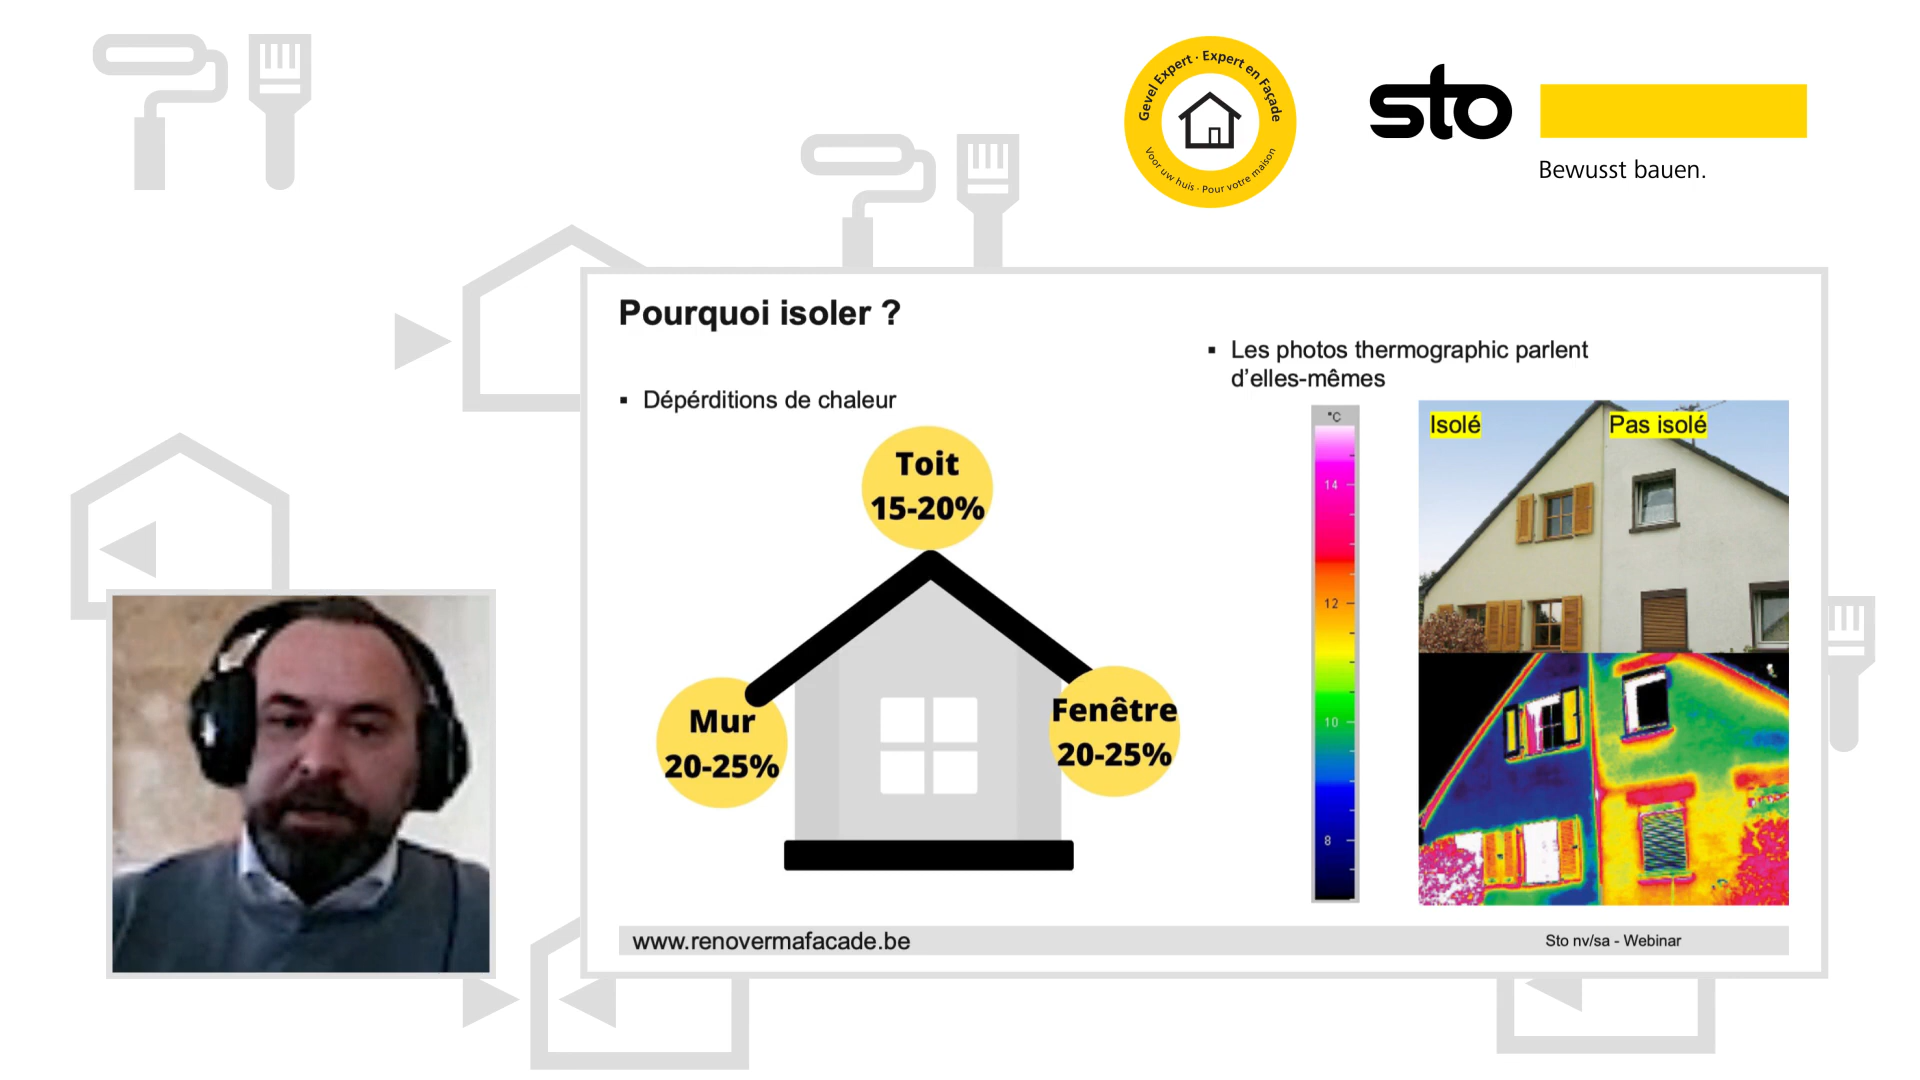 Gevel Expert · Expert en Façade
Voor uw huis · Pour votre maison
sto
Bewusst bauen.
Pourquoi isoler ?
▪ Les photos thermographic parlent
d’elles-mêmes
▪ Dépérditions de chaleur
°C
14
12
10
8
Isolé
Pas isolé
Toit
15-20%
Mur
20-25%
Fenêtre
20-25%
www.renovermafacade.be
Sto nv/sa - Webinar